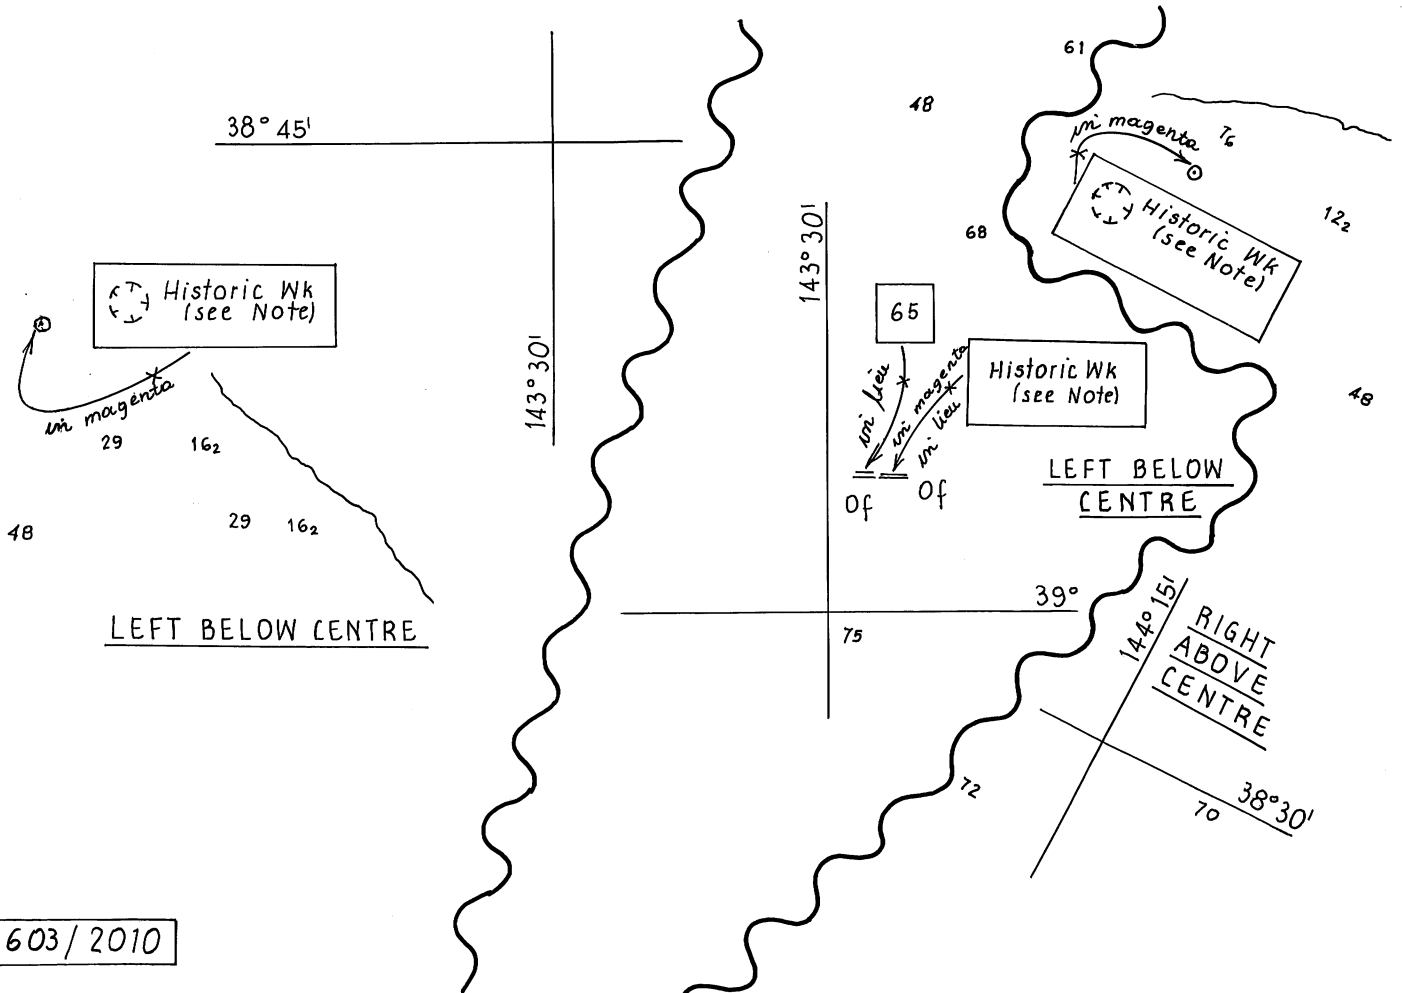 38° 45'
Historic Wk
(see Note)
in magenta
29
16₂
29
16₂
48
143° 30'
LEFT BELOW CENTRE
603/2010
61
48
in magenta
7₆
Historic Wk
(see Note)
12₂
68
143° 30'
65
in lieu
Historic Wk
(see Note)
in magenta
in lieu
Of
Of
48
LEFT BELOW
CENTRE
39°
75
144° 15'
RIGHT
ABOVE
CENTRE
72
70
38° 30'